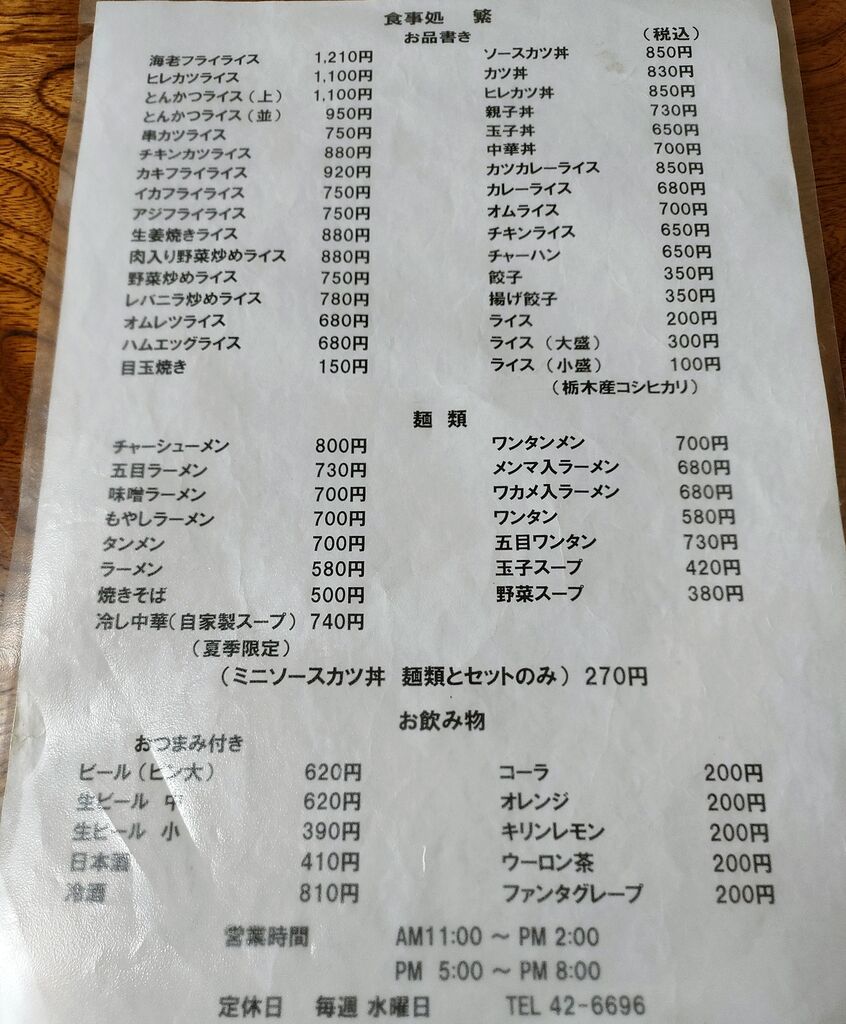 食事処 繁
お品書き (税込)
海老フライライス 1,210円
ヒレカツライス 1,100円
とんかつライス(上) 1,100円
とんかつライス(並) 950円
串カツライス 750円
チキンカツライス 880円
カキフライライス 920円
イカフライライス 750円
アジフライライス 750円
生姜焼きライス 880円
肉入り野菜炒めライス 880円
野菜炒めライス 750円
レバニラ炒めライス 780円
オムレツライス 680円
ハムエッグライス 680円
目玉焼き 150円
ソースカツ丼 850円
カツ丼 830円
ヒレカツ丼 850円
親子丼 730円
玉子丼 650円
中華丼 700円
カツカレーライス 850円
カレーライス 680円
オムライス 700円
チキンライス 650円
チャーハン 650円
餃子 350円
揚げ餃子 350円
ライス 200円
ライス(大盛) 300円
ライス(小盛) 100円
(栃木産コシヒカリ)
麺類
チャーシューメン 800円
五目ラーメン 730円
味噌ラーメン 700円
もやしラーメン 700円
タンメン 700円
ラーメン 580円
焼きそば 500円
冷し中華(自家製スープ) 740円
(夏季限定)
ワンタンメン 700円
メンマ入ラーメン 680円
ワカメ入ラーメン 680円
ワンタン 580円
五目ワンタン 730円
玉子スープ 420円
野菜スープ 380円
(ミニソースカツ丼 麺類とセットのみ) 270円
お飲み物
おつまみ付き
ビール(ビン大) 620円
生ビール 中 620円
生ビール 小 390円
日本酒 410円
冷酒 810円
コーラ 200円
オレンジ 200円
キリンレモン 200円
ウーロン茶 200円
ファンタグレープ 200円
営業時間 AM11:00 ～ PM 2:00
PM 5:00 ～ PM 8:00
定休日 毎週 水曜日 TEL 42-6696